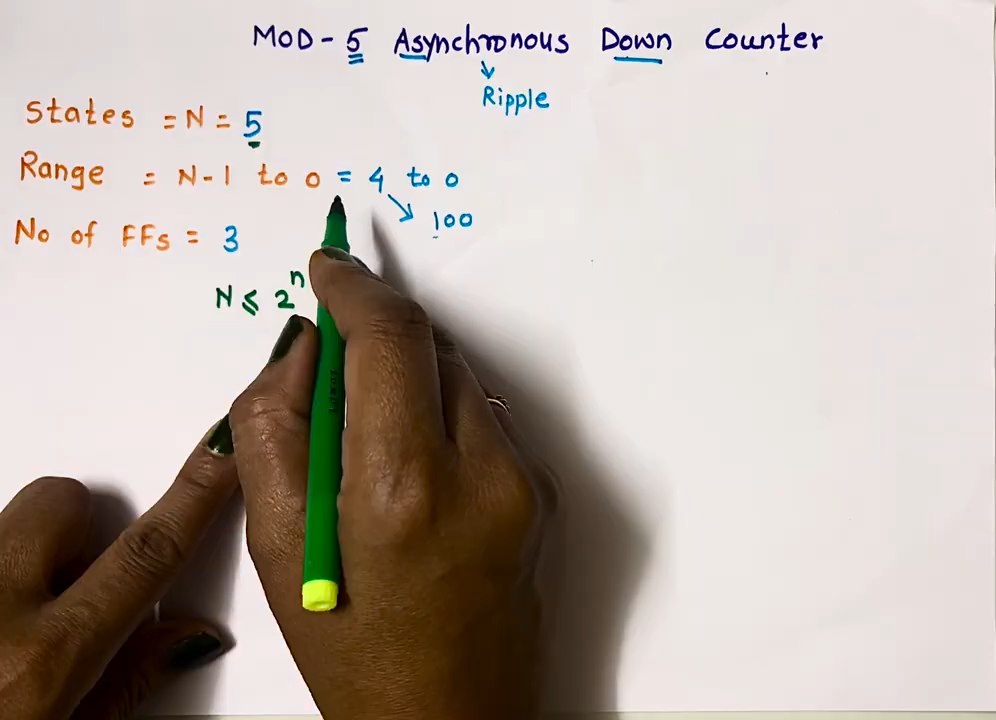 MOD - 5 Asynchronous Down Counter
Ripple
States = N = 5
Range = N-1 to 0 = 4 to 0
100
No of FFs = 3
N ≤ 2^n